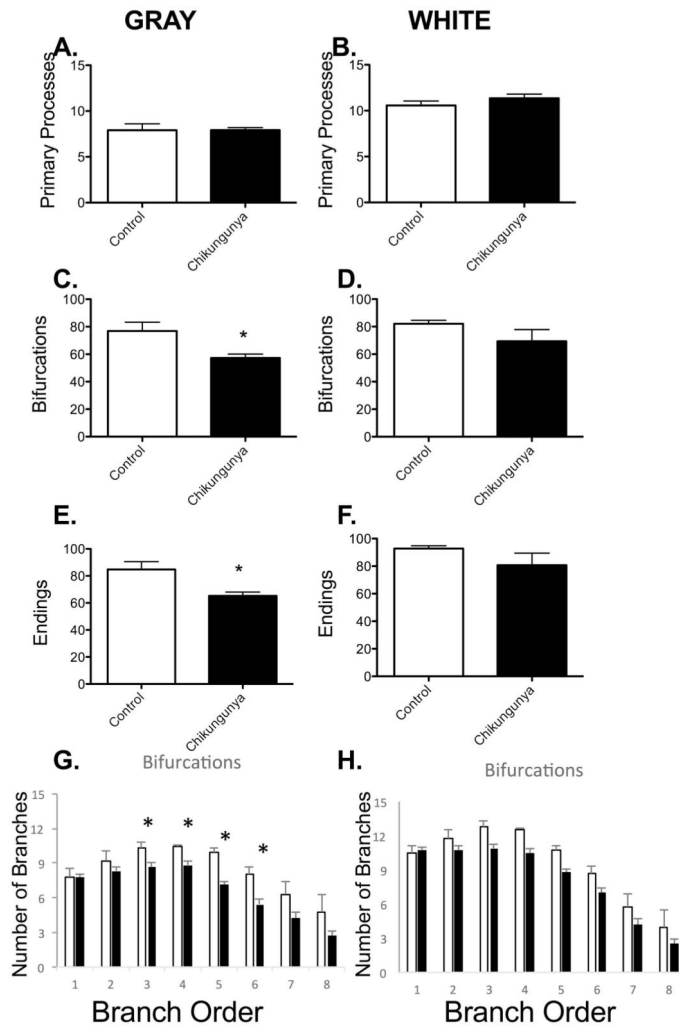 GRAY WHITE
A. B.
Primary Processes
15
10
5
0
Control
Chikungunya
Primary Processes
15
10
5
0
Control
Chikungunya
C. D.
Bifurcations
100
80
60
40
20
0
*
Control
Chikungunya
Bifurcations
100
80
60
40
20
0
Control
Chikungunya
E. F.
Endings
100
80
60
40
20
0
*
Control
Chikungunya
Endings
100
80
60
40
20
0
Control
Chikungunya
G. Bifurcations
Number of Branches
15
12
9
6
3
0
* * * *
1 2 3 4 5 6 7 8
Branch Order
H. Bifurcations
Number of Branches
15
12
9
6
3
0
1 2 3 4 5 6 7 8
Branch Order